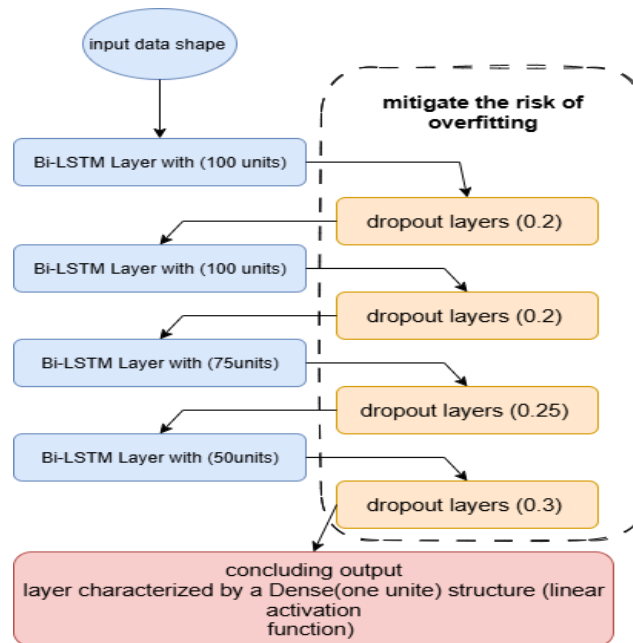 input data shape
mitigate the risk of
overfitting
Bi-LSTM Layer with (100 units)
dropout layers (0.2)
Bi-LSTM Layer with (100 units)
dropout layers (0.2)
Bi-LSTM Layer with (75units)
dropout layers (0.25)
Bi-LSTM Layer with (50units)
dropout layers (0.3)
concluding output
layer characterized by a Dense(one unite) structure (linear
activation
function)